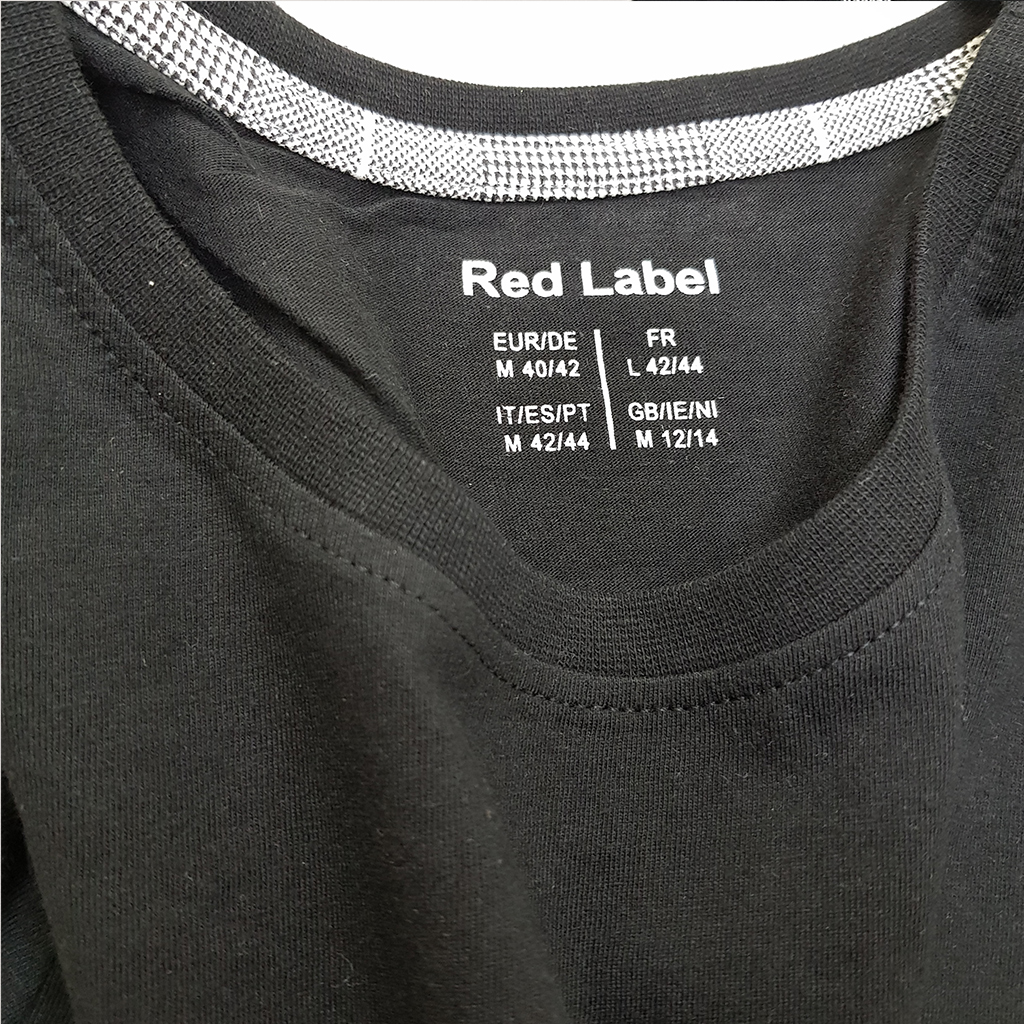 Red Label
EUR/DE
M 40/42
FR
L 42/44
IT/ES/PT
M 42/44
GB/IE/NI
M 12/14